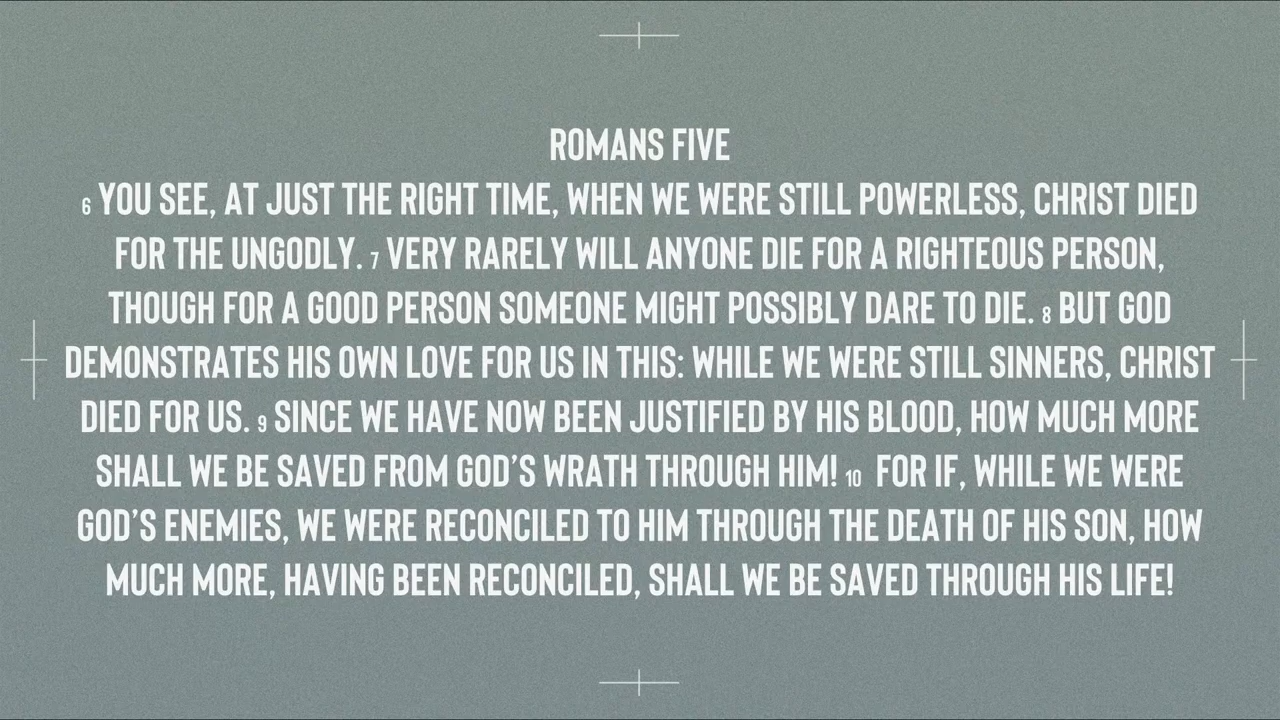 ROMANS FIVE
6 YOU SEE, AT JUST THE RIGHT TIME, WHEN WE WERE STILL POWERLESS, CHRIST DIED
FOR THE UNGODLY. 7 VERY RARELY WILL ANYONE DIE FOR A RIGHTEOUS PERSON,
THOUGH FOR A GOOD PERSON SOMEONE MIGHT POSSIBLY DARE TO DIE. 8 BUT GOD
DEMONSTRATES HIS OWN LOVE FOR US IN THIS: WHILE WE WERE STILL SINNERS, CHRIST
DIED FOR US. 9 SINCE WE HAVE NOW BEEN JUSTIFIED BY HIS BLOOD, HOW MUCH MORE
SHALL WE BE SAVED FROM GOD'S WRATH THROUGH HIM! 10 FOR IF, WHILE WE WERE
GOD'S ENEMIES, WE WERE RECONCILED TO HIM THROUGH THE DEATH OF HIS SON, HOW
MUCH MORE, HAVING BEEN RECONCILED, SHALL WE BE SAVED THROUGH HIS LIFE!